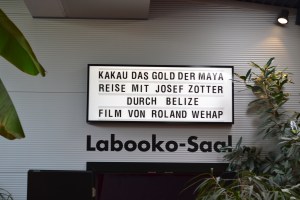 KAKAU DAS GOLD DER MAYA
REISE MIT JOSEF ZOTTER
DURCH BELIZE
FILM VON ROLAND WEHAP
Labooko-Saal